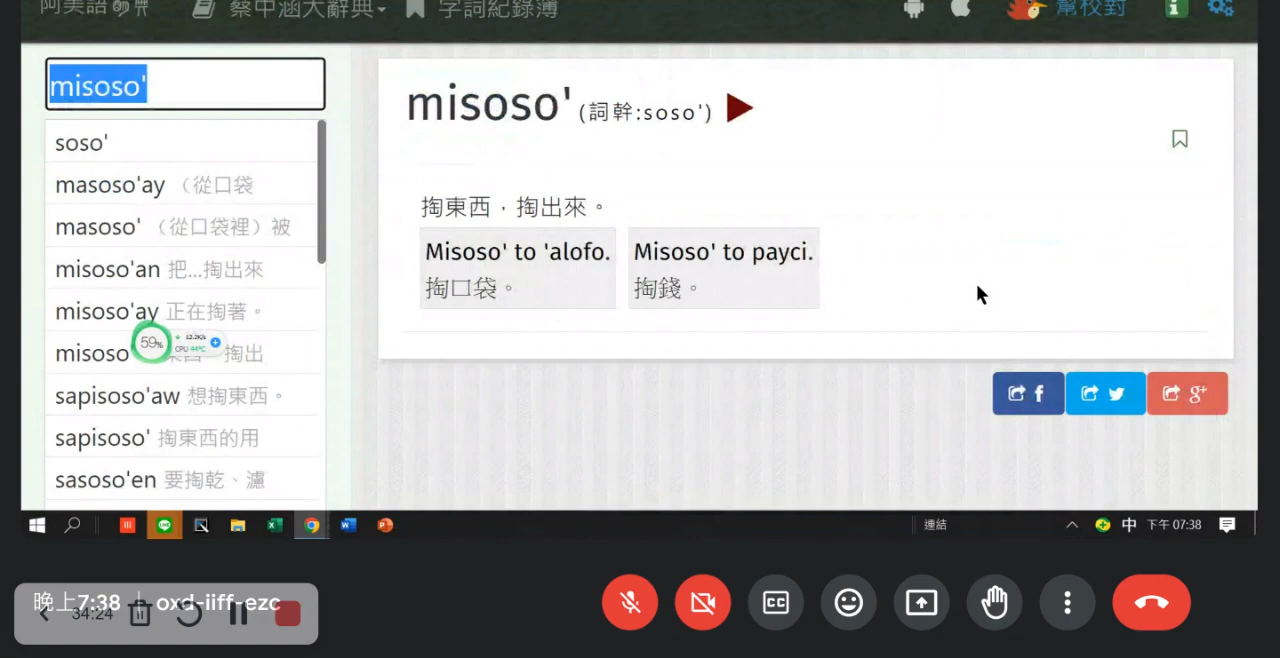 阿美語萌典
蔡中涵大辭典
字詞紀錄簿
幫校對
misoso'
soso'
masoso'ay （從口袋
masoso' （從口袋裡）被
misoso'an 把...掏出來
misoso'ay 正在掏著。
misoso 掏出
59%
12.2K/s
CPU 44°C
sapisoso'aw 想掏東西。
sapisoso' 掏東西的用
sasoso'en 要掏乾、濾
misoso' (詞幹:soso')
掏東西，掏出來。
Misoso' to 'alofo.
掏口袋。
Misoso' to payci.
掏錢。
連結
中
下午 07:38
晚上7:38 | oxd-iiff-ezc
34:24